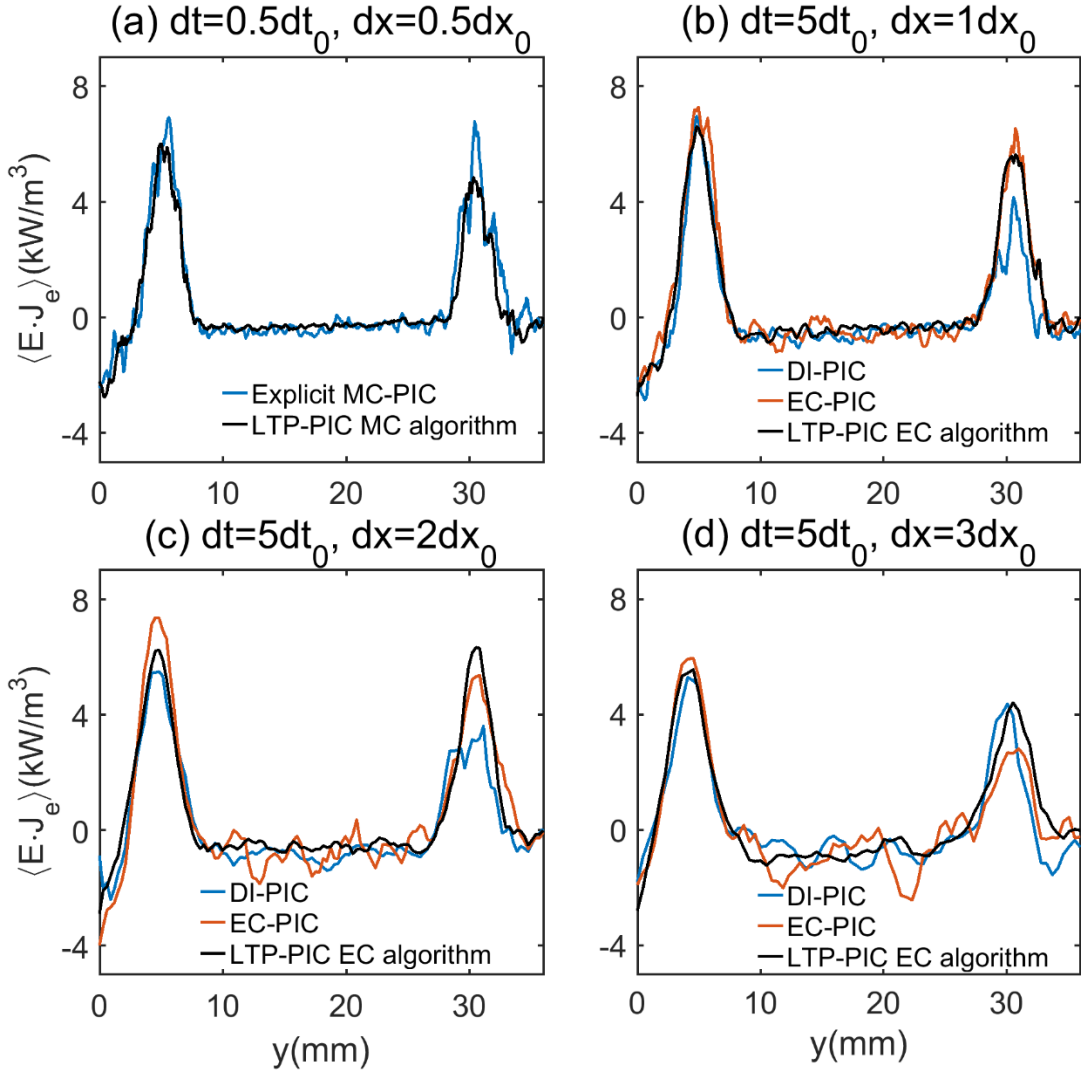 (a) dt=0.5dt₀, dx=0.5dx₀
(b) dt=5dt₀, dx=1dx₀
⟨E·J_e⟩(kW/m³)
8
4
0
-4
Explicit MC-PIC
LTP-PIC MC algorithm
0
10
20
30
8
4
0
-4
DI-PIC
EC-PIC
LTP-PIC EC algorithm
0
10
20
30
(c) dt=5dt₀, dx=2dx₀
(d) dt=5dt₀, dx=3dx₀
⟨E·J_e⟩(kW/m³)
8
4
0
-4
DI-PIC
EC-PIC
LTP-PIC EC algorithm
0
10
20
30
y(mm)
8
4
0
-4
DI-PIC
EC-PIC
LTP-PIC EC algorithm
0
10
20
30
y(mm)